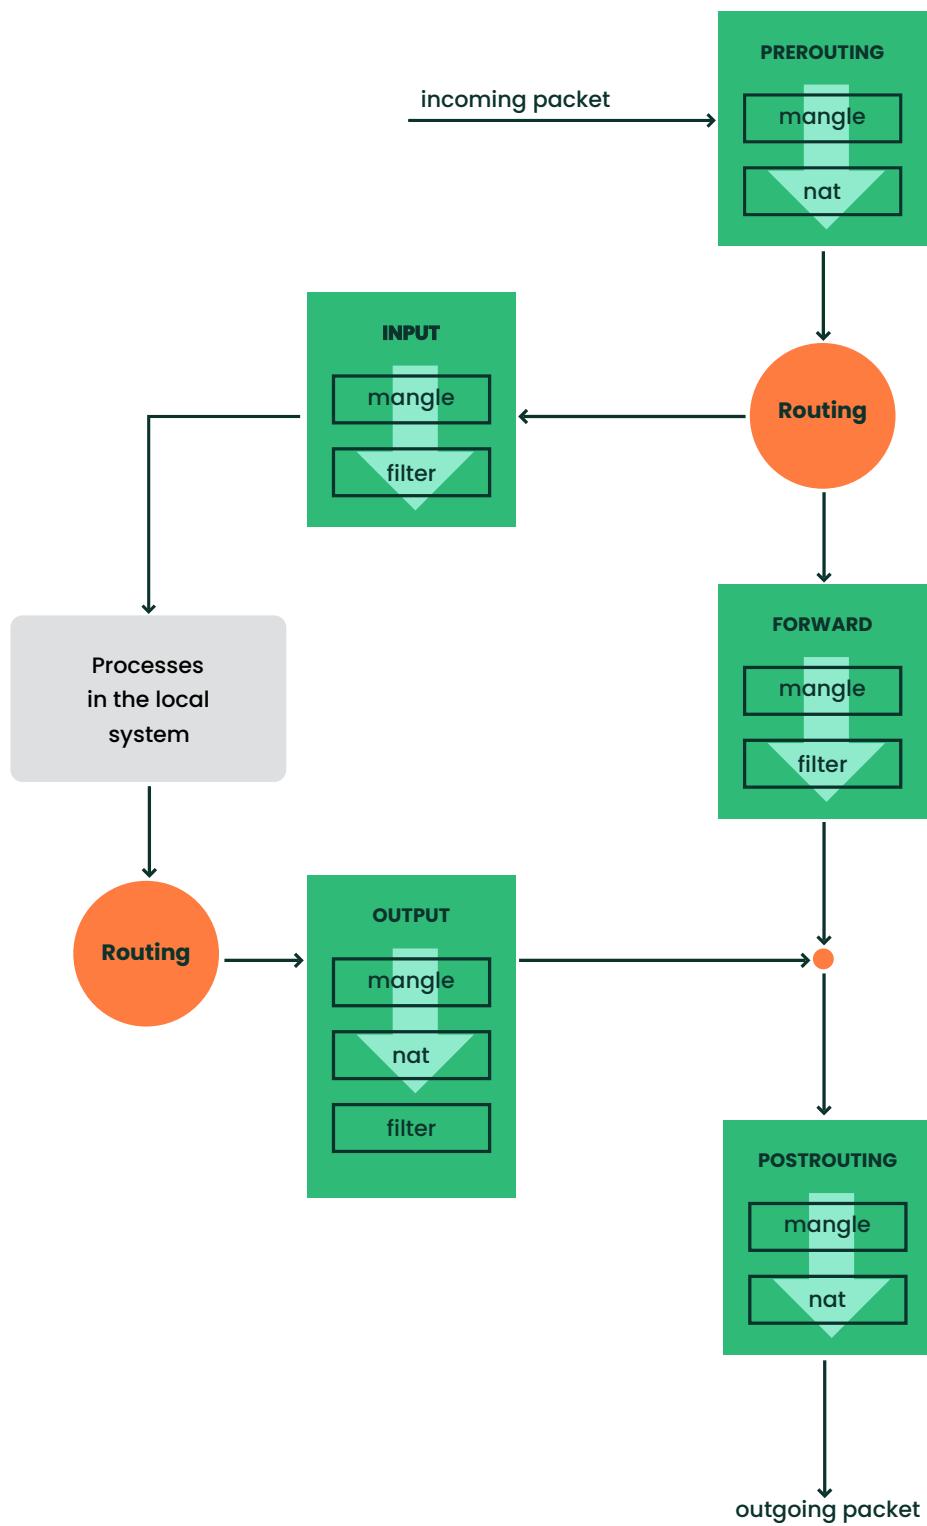 PREROUTING
incoming packet
mangle
nat
INPUT
mangle
filter
Routing
FORWARD
mangle
filter
Processes
in the local
system
Routing
OUTPUT
mangle
nat
filter
POSTROUTING
mangle
nat
outgoing packet